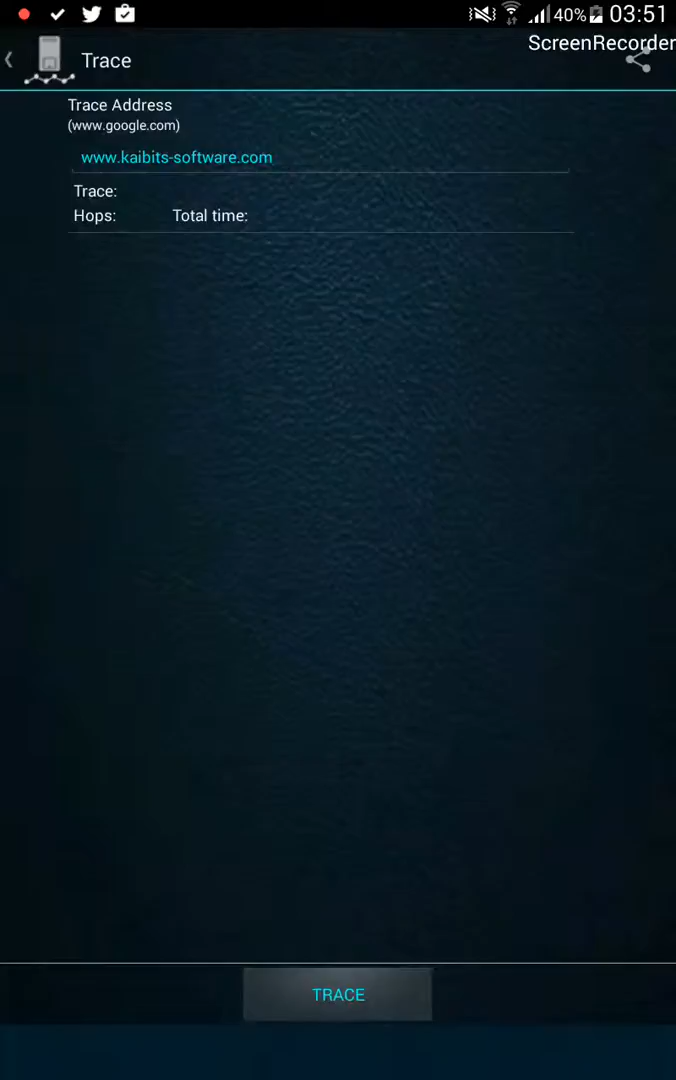 40% 03:51
ScreenRecorder
Trace
Trace Address
(www.google.com)
www.kaibits-software.com
Trace:
Hops: Total time:
TRACE